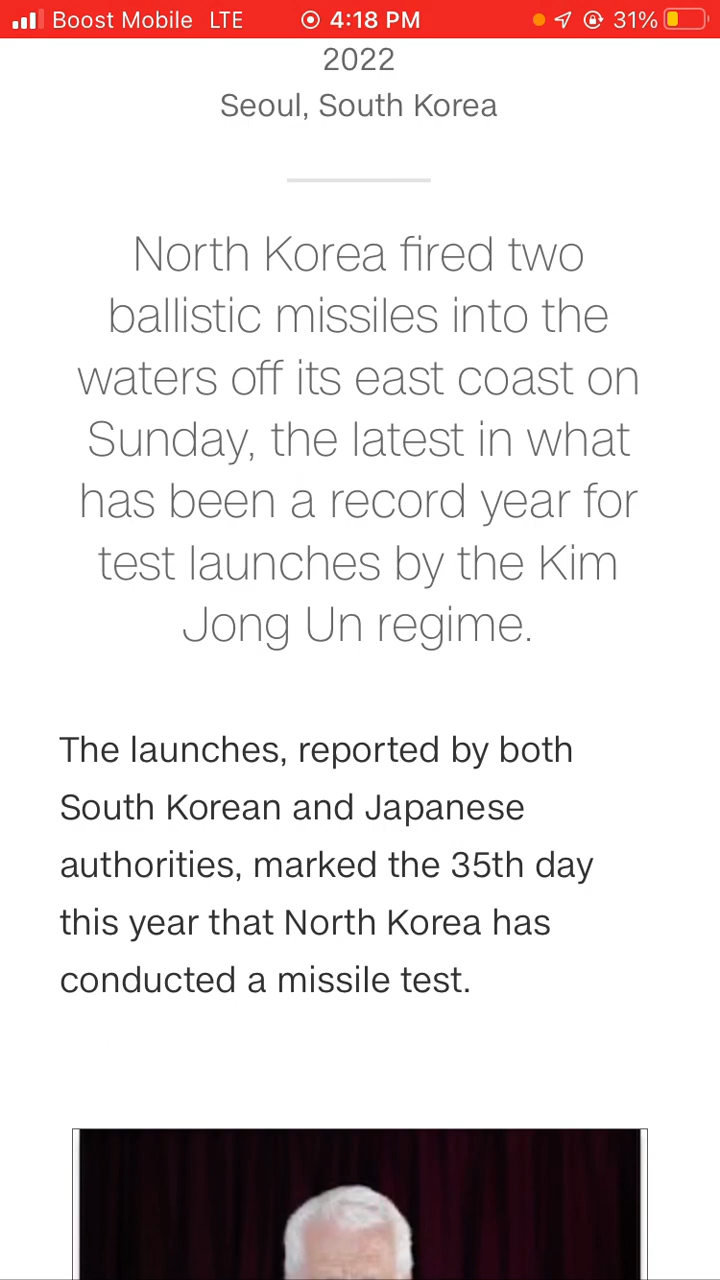 Boost Mobile LTE 4:18 PM 31%
2022
Seoul, South Korea
North Korea fired two
ballistic missiles into the
waters off its east coast on
Sunday, the latest in what
has been a record year for
test launches by the Kim
Jong Un regime.
The launches, reported by both
South Korean and Japanese
authorities, marked the 35th day
this year that North Korea has
conducted a missile test.